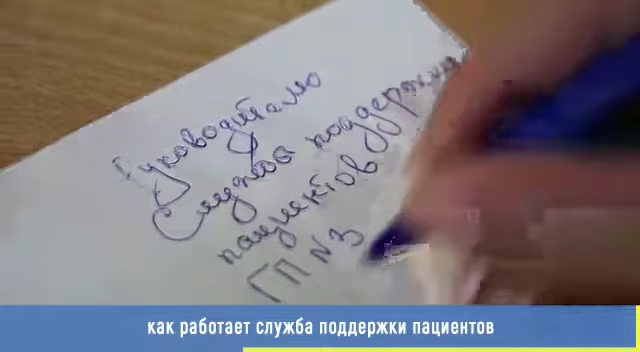 Руководителю
Службы поддержки
пациентов
ГП №3
как работает служба поддержки пациентов